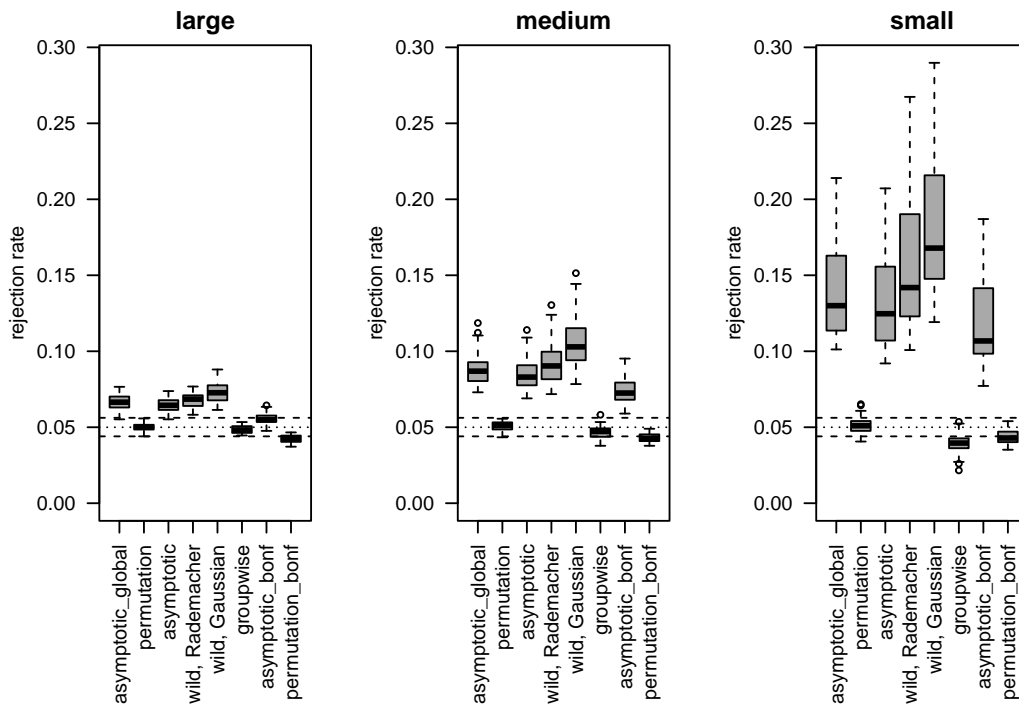 large
rejection rate
0.30
0.25
0.20
0.15
0.10
0.05
0.00
asymptotic_global
permutation
asymptotic
wild, Rademacher
wild, Gaussian
groupwise
asymptotic_bonf
permutation_bonf
medium
rejection rate
0.30
0.25
0.20
0.15
0.10
0.05
0.00
asymptotic_global
permutation
asymptotic
wild, Rademacher
wild, Gaussian
groupwise
asymptotic_bonf
permutation_bonf
small
rejection rate
0.30
0.25
0.20
0.15
0.10
0.05
0.00
asymptotic_global
permutation
asymptotic
wild, Rademacher
wild, Gaussian
groupwise
asymptotic_bonf
permutation_bonf